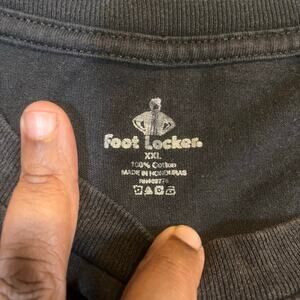 Foot Locker.
XXL
100% Cotton
MADE IN HONDURAS